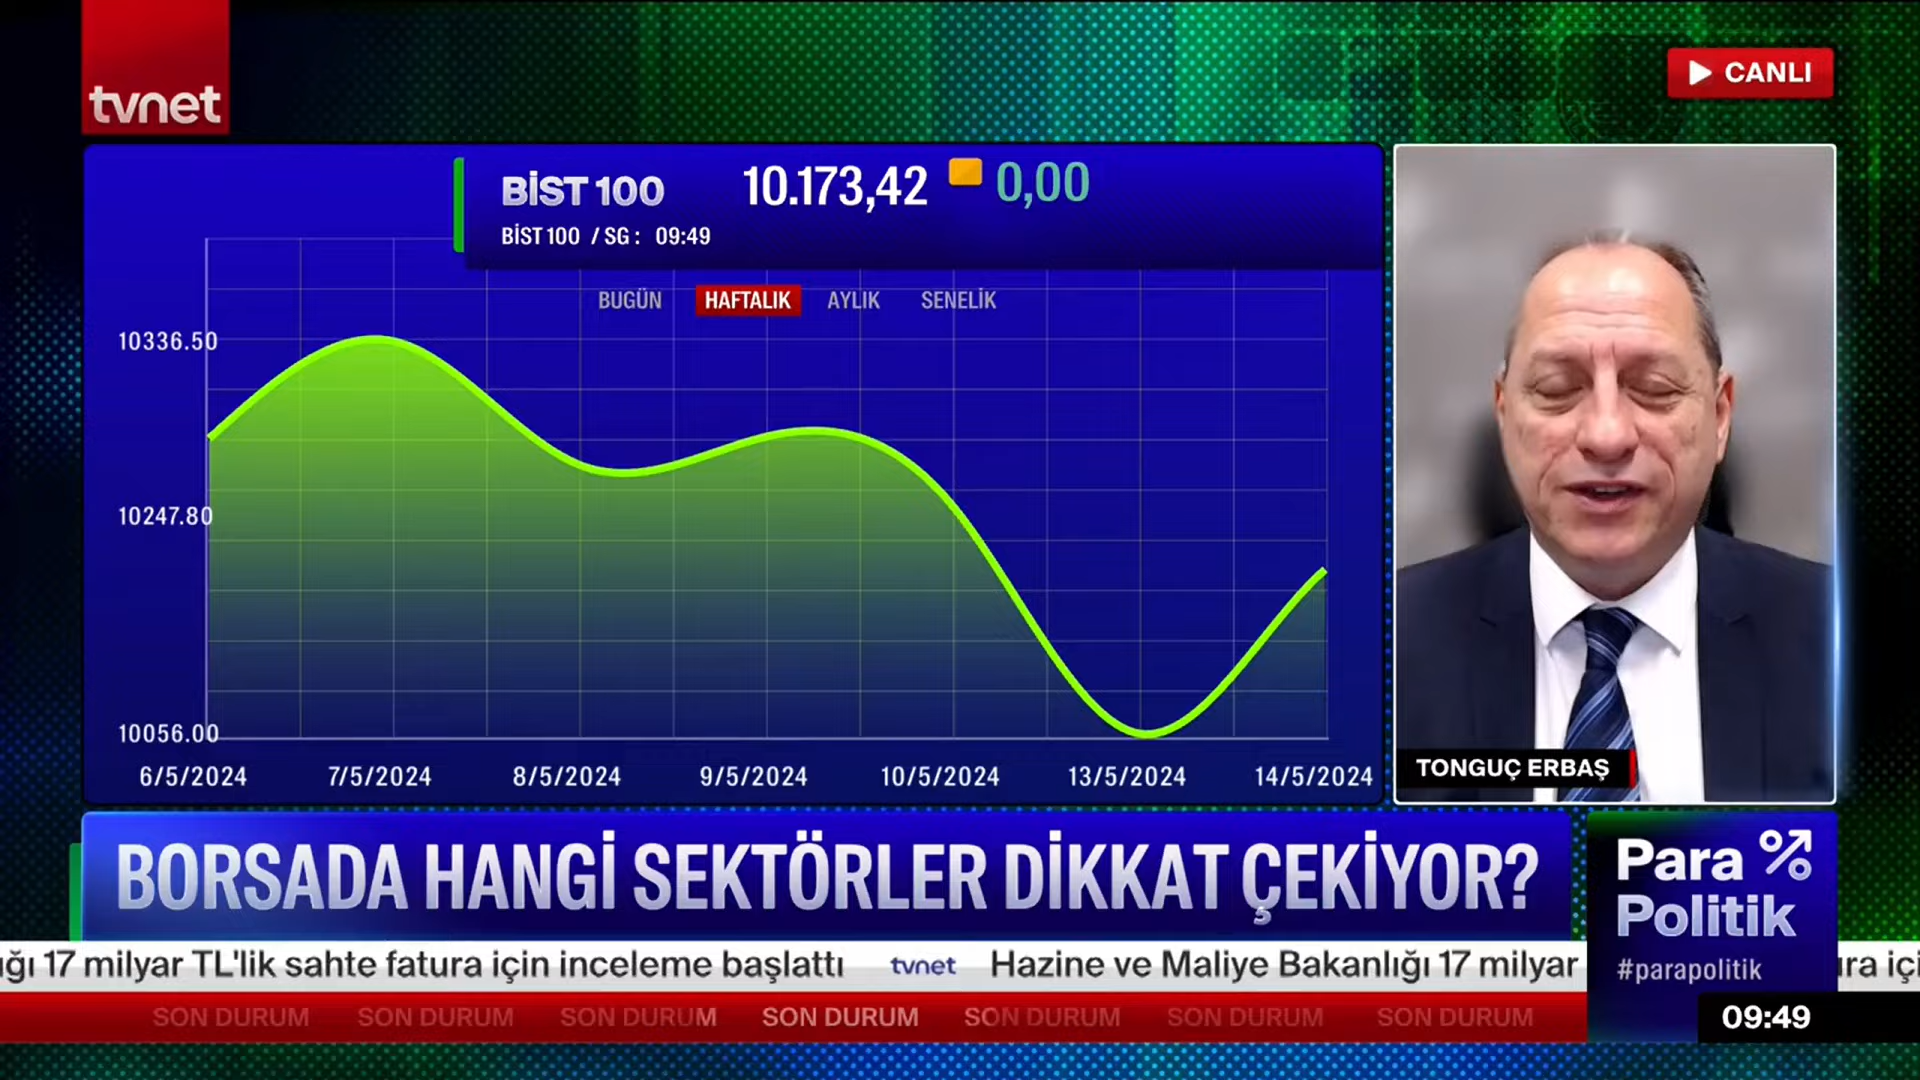 tvnet
CANLI
BİST 100 10.173,42 0,00
BİST 100 / SG : 09:49
BUGÜN HAFTALIK AYLIK SENELİK
10336.50
10247.80
10056.00
6/5/2024 7/5/2024 8/5/2024 9/5/2024 10/5/2024 13/5/2024 14/5/2024
TONGUÇ ERBAŞ
BORSADA HANGİ SEKTÖRLER DİKKAT ÇEKİYOR?
Para
Politik
#parapolitik
17 milyar TL'lik sahte fatura için inceleme başlattı tvnet Hazine ve Maliye Bakanlığı 17 milyar
SON DURUM SON DURUM SON DURUM SON DURUM SON DURUM SON DURUM SON DURUM
09:49